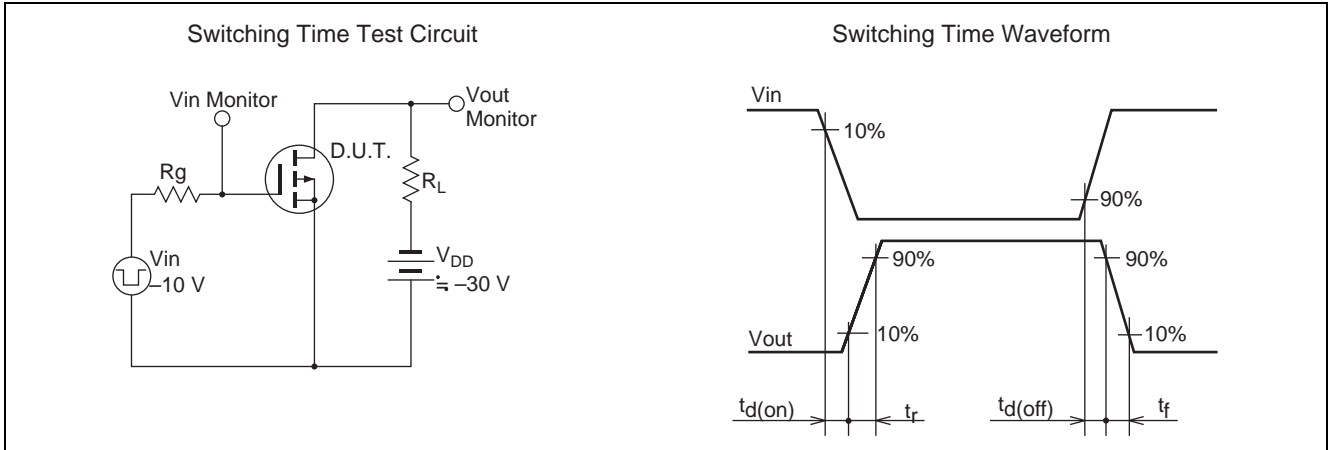 Switching Time Test Circuit
Vin Monitor
Vout
Monitor
D.U.T.
Rg
RL
Vin
–10 V
VDD
≒ –30 V
Switching Time Waveform
Vin
10%
90%
90%
90%
Vout
10%
10%
td(on)
tr
td(off)
tf